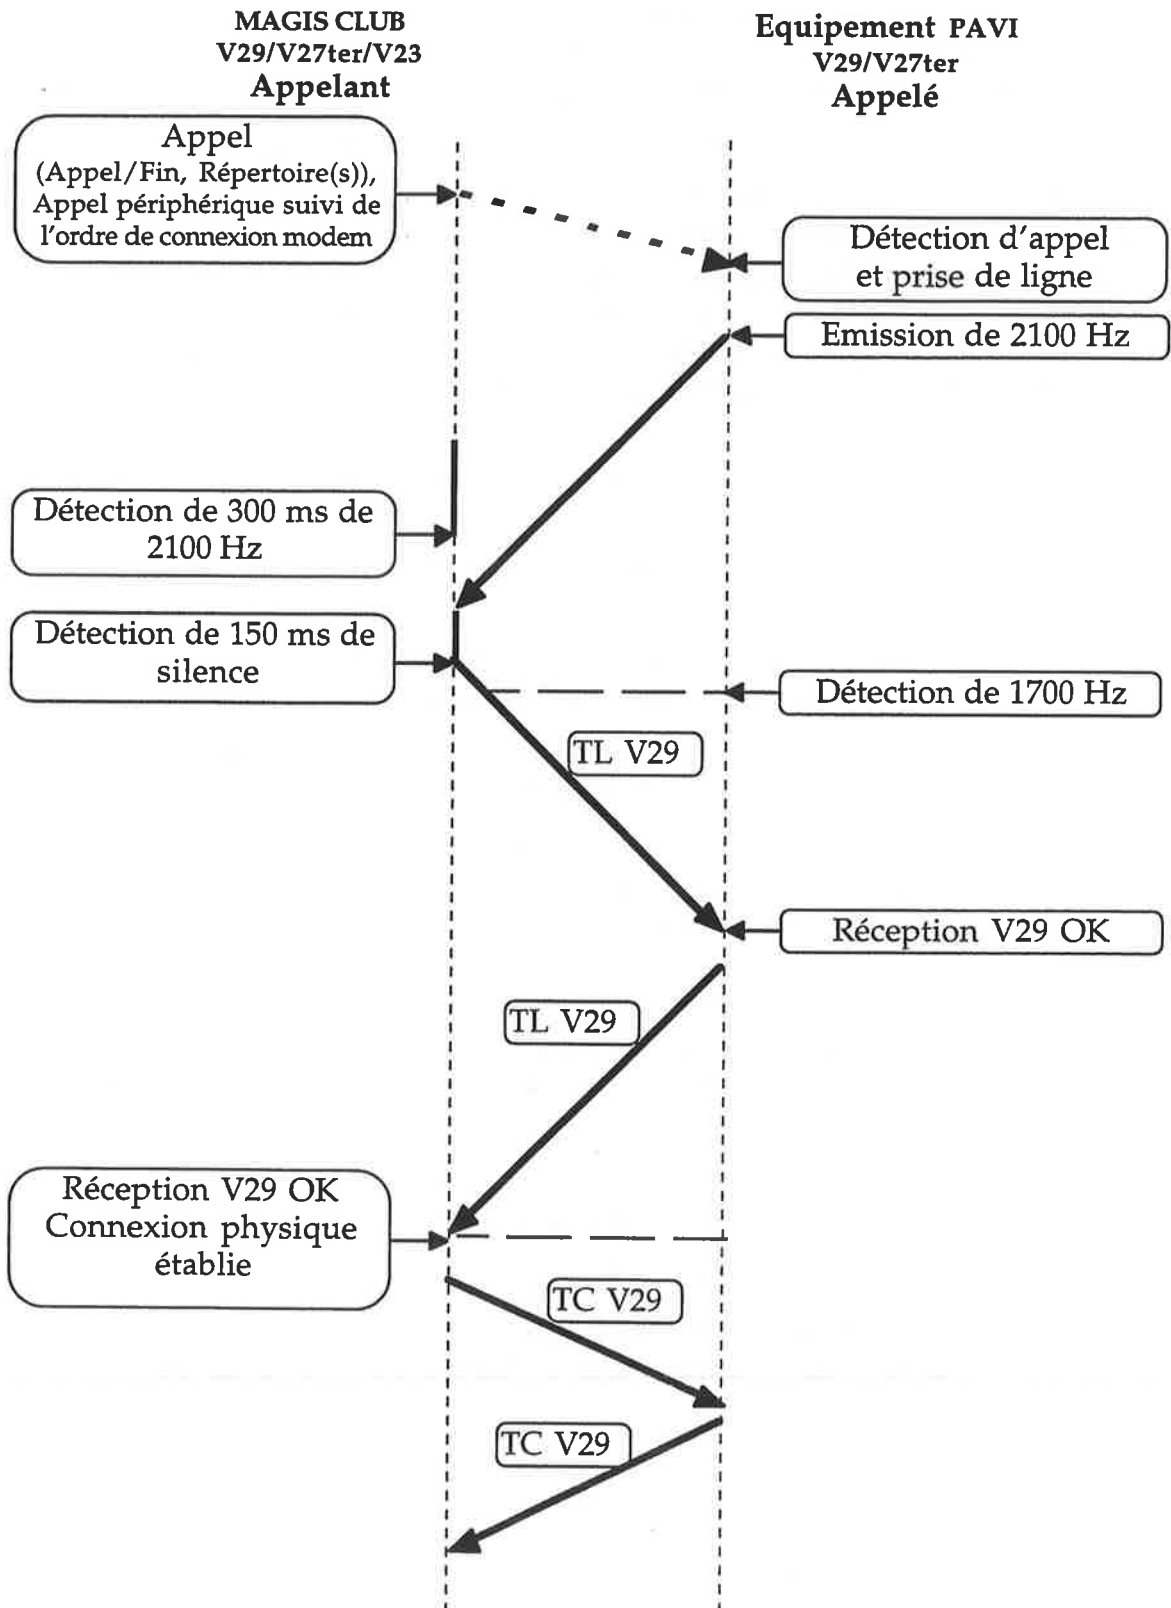 MAGIS CLUB
V29/V27ter/V23
Appelant
Equipement PAVI
V29/V27ter
Appelé
Appel
(Appel/Fin, Répertoire(s)),
Appel périphérique suivi de
l'ordre de connexion modem
Détection d'appel
et prise de ligne
Emission de 2100 Hz
Détection de 300 ms de
2100 Hz
Détection de 150 ms de
silence
Détection de 1700 Hz
TL V29
Réception V29 OK
TL V29
Réception V29 OK
Connexion physique
établie
TC V29
TC V29